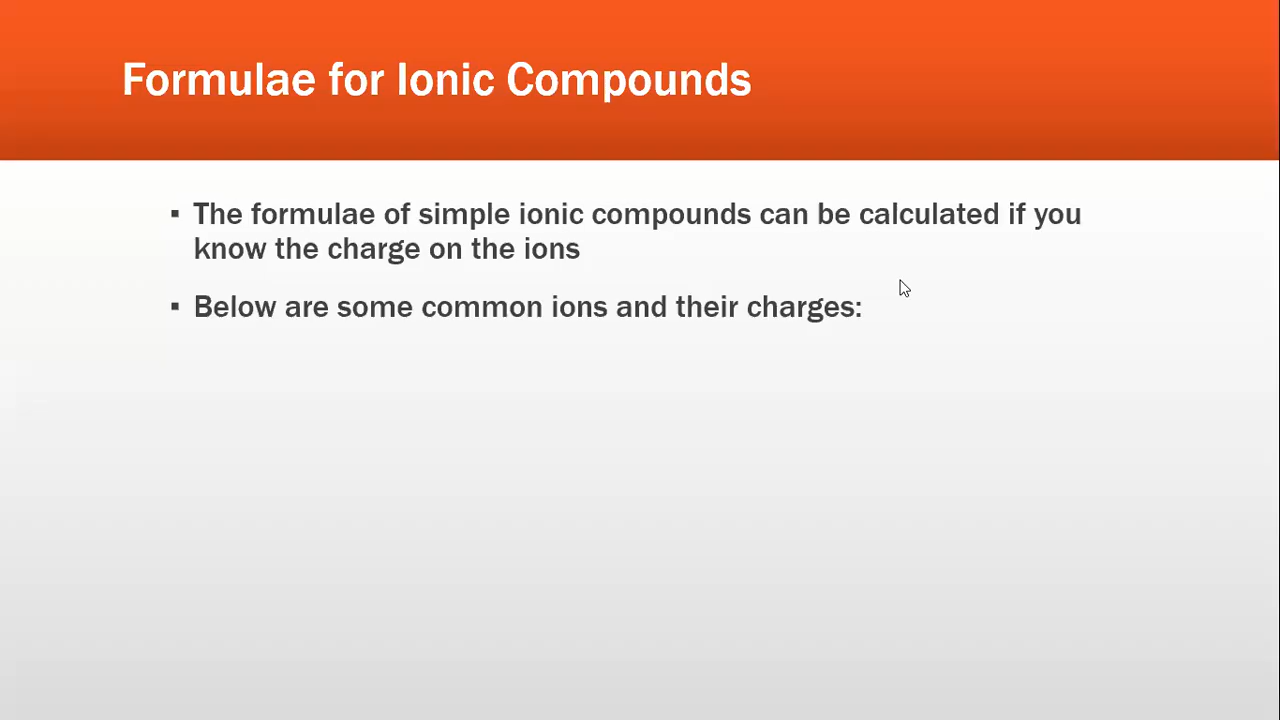 Formulae for Ionic Compounds
▪ The formulae of simple ionic compounds can be calculated if you
know the charge on the ions
▪ Below are some common ions and their charges: